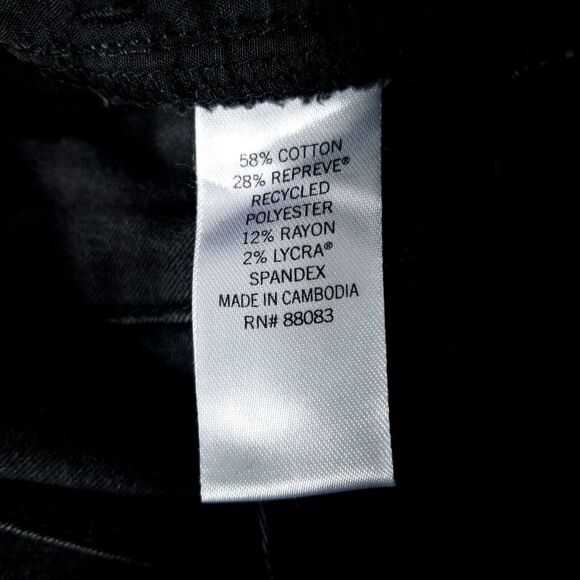 58% COTTON
28% REPREVE®
RECYCLED
POLYESTER
12% RAYON
2% LYCRA®
SPANDEX
MADE IN CAMBODIA
RN# 88083